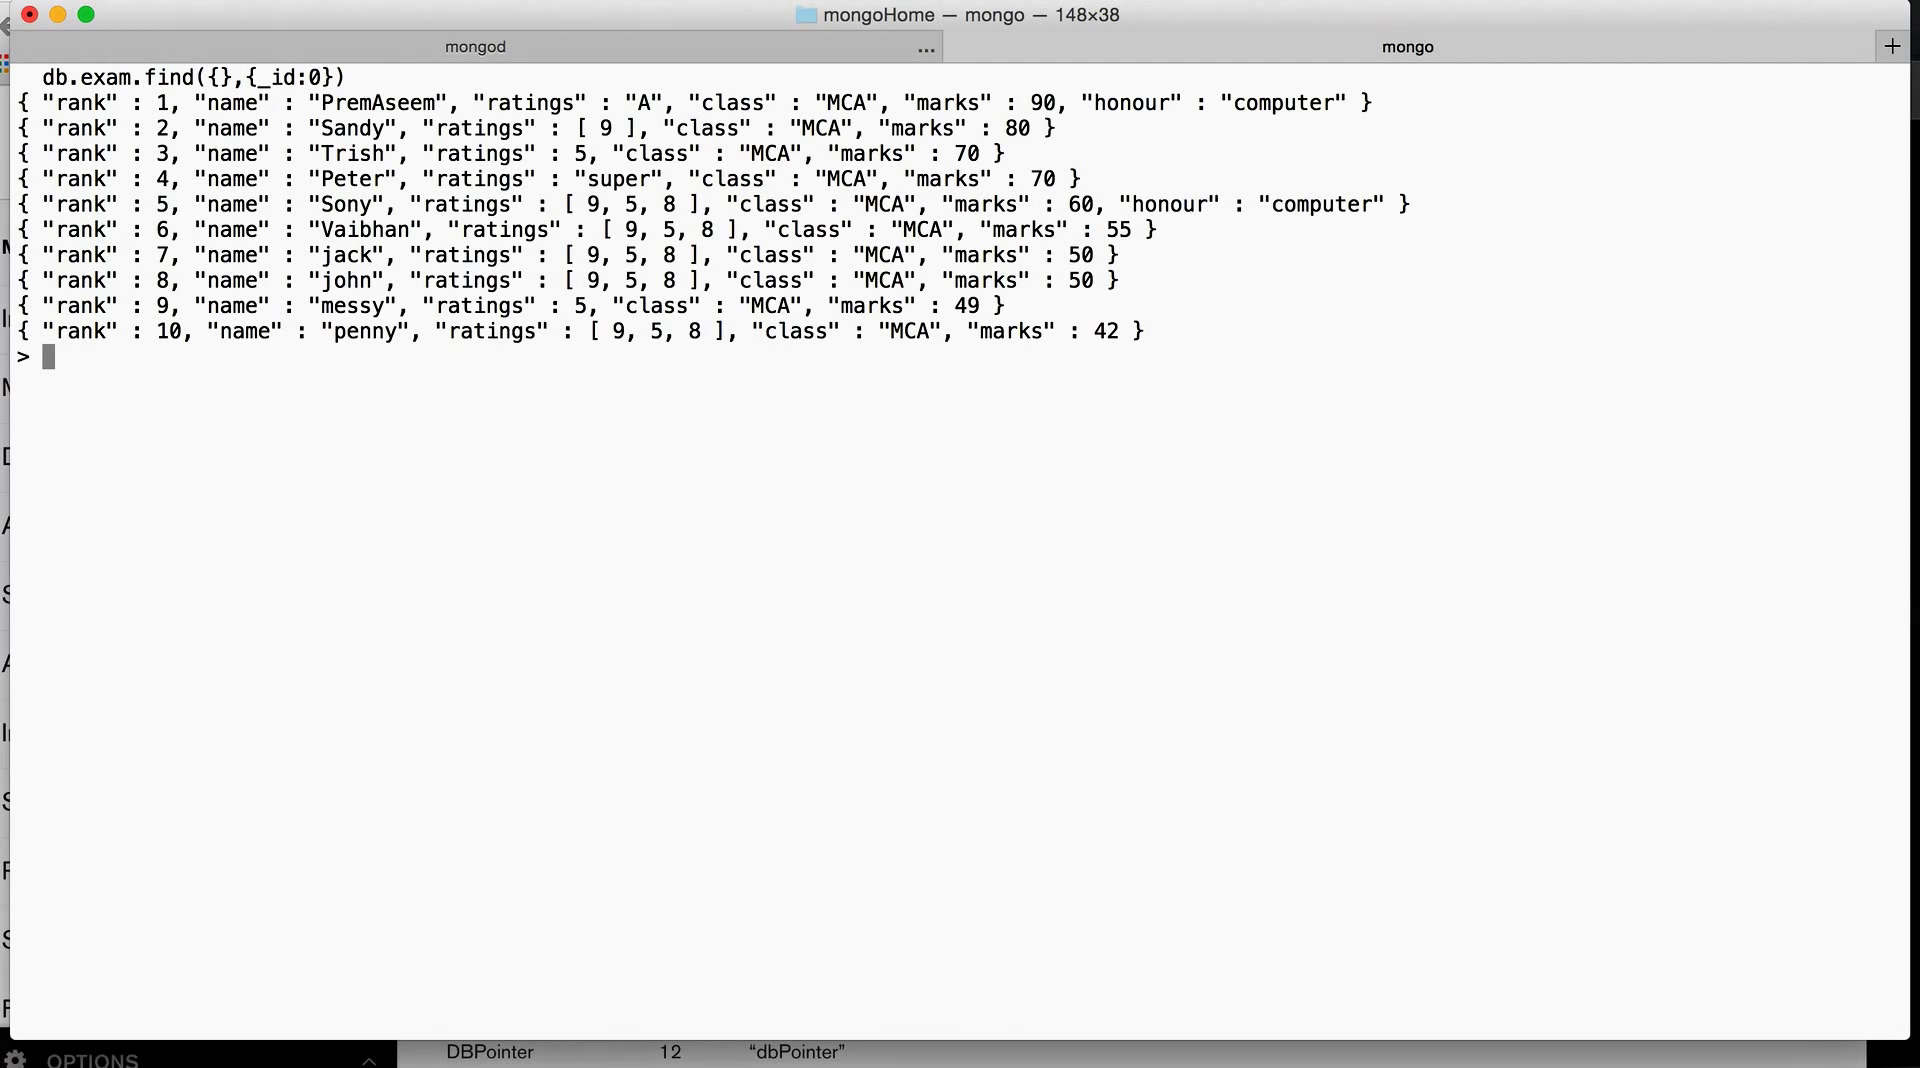 mongoHome — mongo — 148×38
mongod ... mongo +
db.exam.find({},{_id:0})
{ "rank" : 1, "name" : "PremAseem", "ratings" : "A", "class" : "MCA", "marks" : 90, "honour" : "computer" }
{ "rank" : 2, "name" : "Sandy", "ratings" : [ 9 ], "class" : "MCA", "marks" : 80 }
{ "rank" : 3, "name" : "Trish", "ratings" : 5, "class" : "MCA", "marks" : 70 }
{ "rank" : 4, "name" : "Peter", "ratings" : "super", "class" : "MCA", "marks" : 70 }
{ "rank" : 5, "name" : "Sony", "ratings" : [ 9, 5, 8 ], "class" : "MCA", "marks" : 60, "honour" : "computer" }
{ "rank" : 6, "name" : "Vaibhan", "ratings" : [ 9, 5, 8 ], "class" : "MCA", "marks" : 55 }
{ "rank" : 7, "name" : "jack", "ratings" : [ 9, 5, 8 ], "class" : "MCA", "marks" : 50 }
{ "rank" : 8, "name" : "john", "ratings" : [ 9, 5, 8 ], "class" : "MCA", "marks" : 50 }
{ "rank" : 9, "name" : "messy", "ratings" : 5, "class" : "MCA", "marks" : 49 }
{ "rank" : 10, "name" : "penny", "ratings" : [ 9, 5, 8 ], "class" : "MCA", "marks" : 42 }
>
OPTIONS DBPointer 12 “dbPointer”